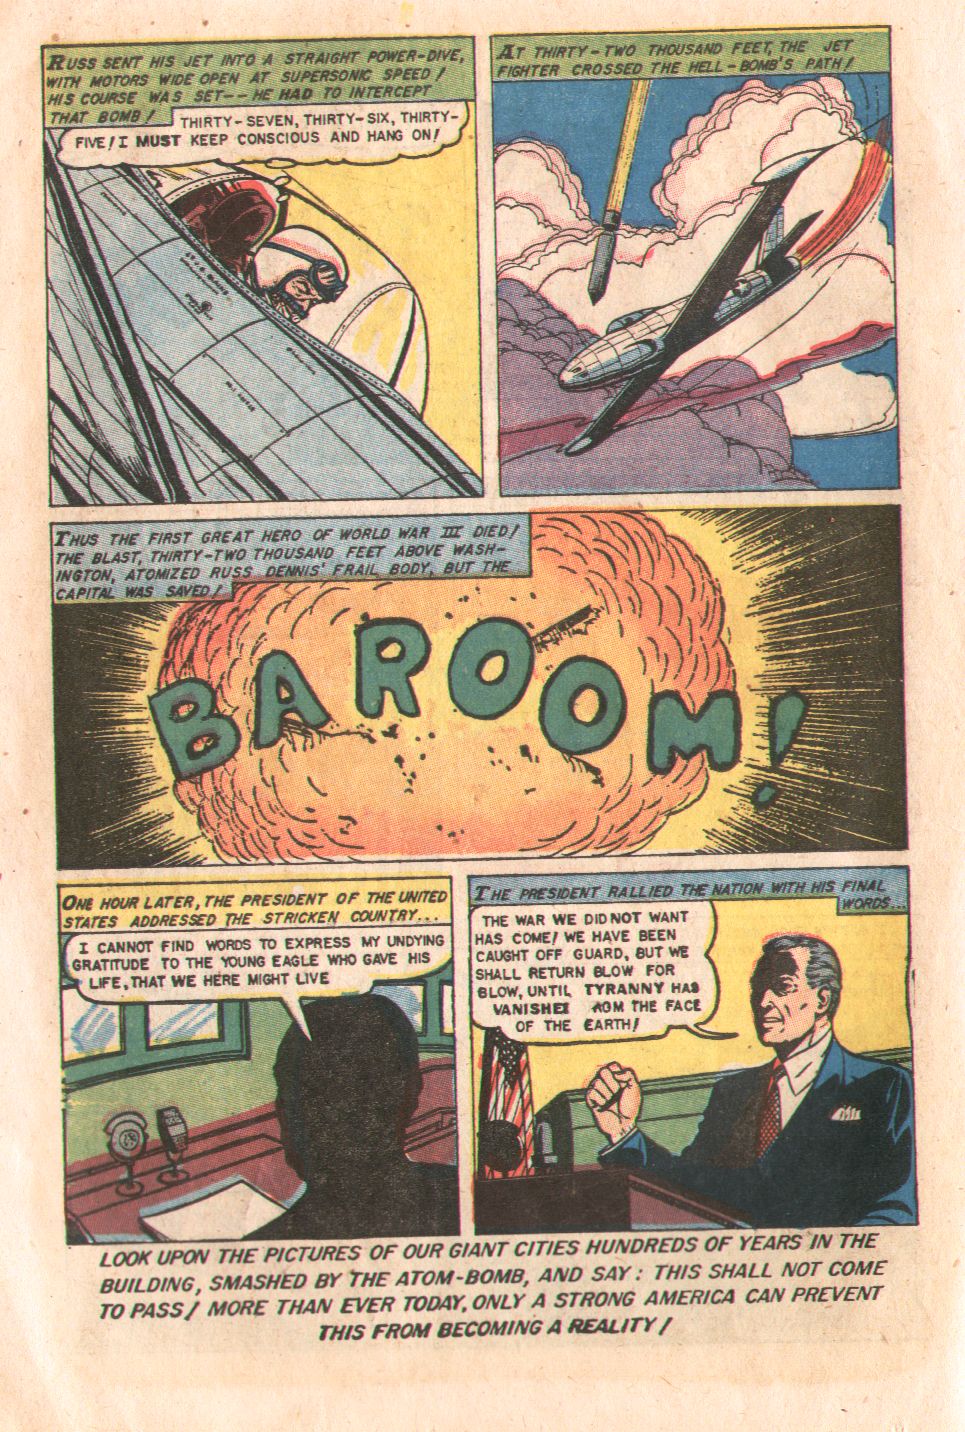 RUSS SENT HIS JET INTO A STRAIGHT POWER-DIVE,
WITH MOTORS WIDE OPEN AT SUPERSONIC SPEED!
HIS COURSE WAS SET-- HE HAD TO INTERCEPT
THAT BOMB!
THIRTY-SEVEN, THIRTY-SIX, THIRTY-
FIVE! I MUST KEEP CONSCIOUS AND HANG ON!
AT THIRTY-TWO THOUSAND FEET, THE JET
FIGHTER CROSSED THE HELL-BOMB'S PATH!
THUS THE FIRST GREAT HERO OF WORLD WAR III DIED!
THE BLAST, THIRTY-TWO THOUSAND FEET ABOVE WASH-
INGTON, ATOMIZED RUSS DENNIS' FRAIL BODY, BUT THE
CAPITAL WAS SAVED!
BAROOM!
ONE HOUR LATER, THE PRESIDENT OF THE UNITED
STATES ADDRESSED THE STRICKEN COUNTRY...
I CANNOT FIND WORDS TO EXPRESS MY UNDYING
GRATITUDE TO THE YOUNG EAGLE WHO GAVE HIS
LIFE, THAT WE HERE MIGHT LIVE
THE PRESIDENT RALLIED THE NATION WITH HIS FINAL
WORDS...
THE WAR WE DID NOT WANT
HAS COME! WE HAVE BEEN
CAUGHT OFF GUARD, BUT WE
SHALL RETURN BLOW FOR
BLOW, UNTIL TYRANNY HAS
VANISHE ROM THE FACE
OF THE EARTH!
LOOK UPON THE PICTURES OF OUR GIANT CITIES HUNDREDS OF YEARS IN THE
BUILDING, SMASHED BY THE ATOM-BOMB, AND SAY: THIS SHALL NOT COME
TO PASS! MORE THAN EVER TODAY, ONLY A STRONG AMERICA CAN PREVENT
THIS FROM BECOMING A REALITY!